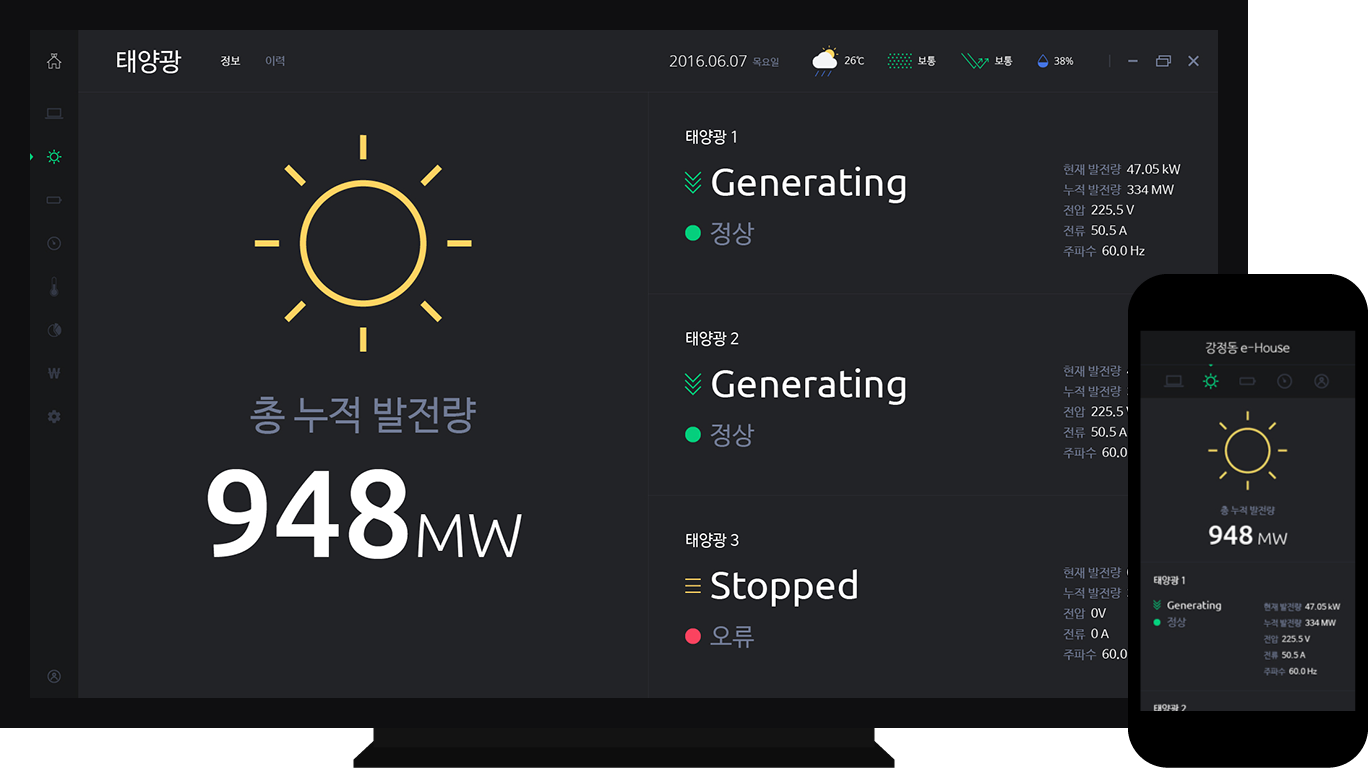 태양광 정보 이력 2016.06.07 목요일 26℃ 보통 보통 38%
W
총 누적 발전량
948MW
태양광 1
Generating
정상
현재 발전량 47.05 kW
누적 발전량 334 MW
전압 225.5 V
전류 50.5 A
주파수 60.0 Hz
태양광 2
Generating
정상
현재 발전량
누적 발전량
전압 225.5
전류 50.5 A
주파수 60.0
태양광 3
Stopped
오류
현재 발전량
누적 발전량
전압 0V
전류 0 A
주파수 60.0
강정동 e-House
총 누적 발전량
948 MW
태양광 1
Generating
정상
현재 발전량 47.05 kW
누적 발전량 334 MW
전압 225.5 V
전류 50.5 A
주파수 60.0 Hz
태양광 2